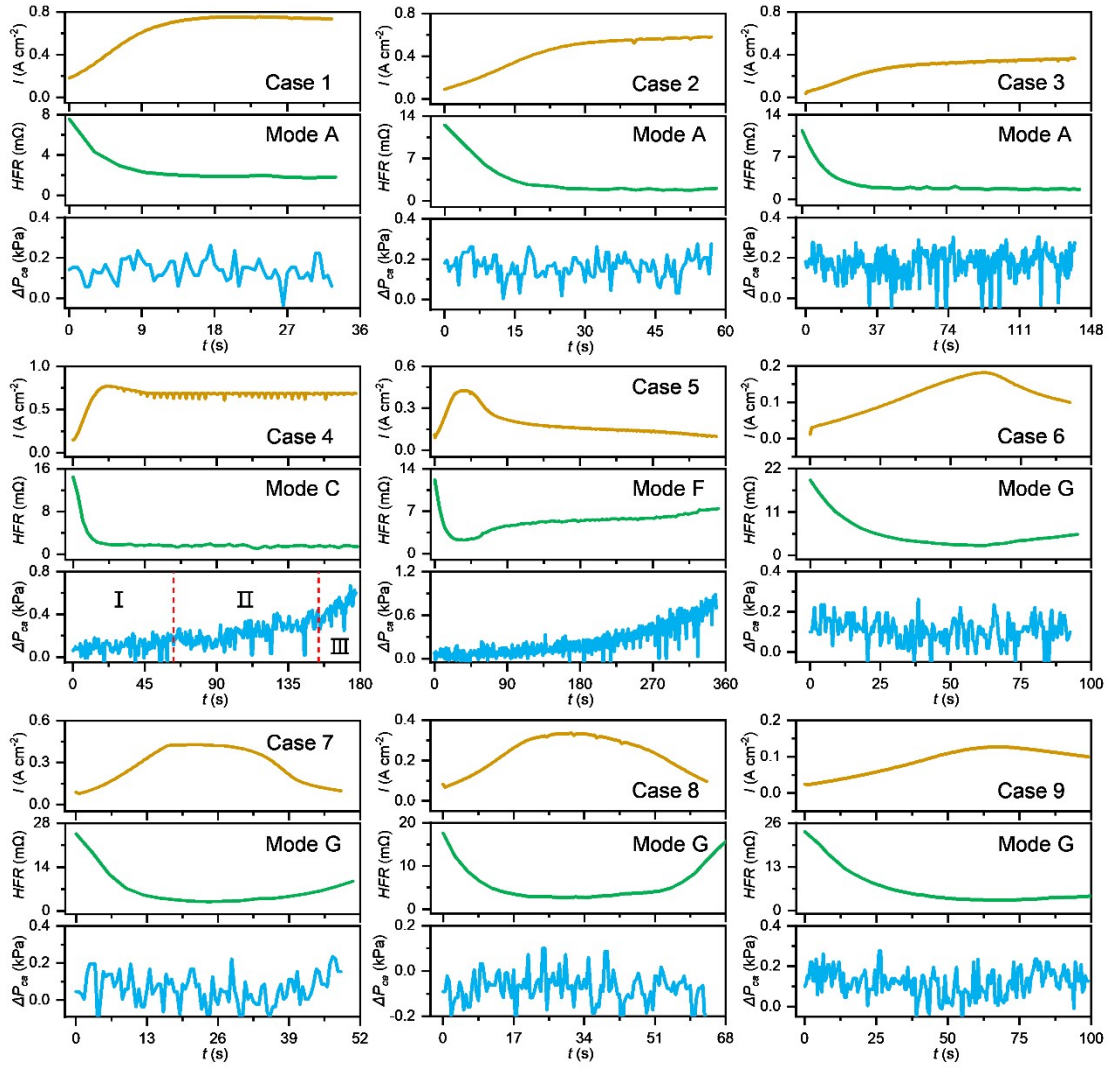 I (A cm-2)
0.8
0.4
0.0
Case 1
HFR (mΩ)
8
4
0
Mode A
ΔPca (kPa)
0.4
0.2
0.0
0 9 18 27 36
t (s)
I (A cm-2)
0.8
0.4
0.0
Case 2
HFR (mΩ)
14
7
0
Mode A
ΔPca (kPa)
0.4
0.2
0.0
0 15 30 45 60
t (s)
I (A cm-2)
0.8
0.4
0.0
Case 3
HFR (mΩ)
14
7
0
Mode A
ΔPca (kPa)
0.4
0.2
0.0
0 37 74 111 148
t (s)
I (A cm-2)
1.0
0.5
0.0
Case 4
HFR (mΩ)
16
8
0
Mode C
ΔPca (kPa)
0.8
0.4
0.0
Ⅰ Ⅱ Ⅲ
0 45 90 135 180
t (s)
I (A cm-2)
0.6
0.3
0.0
Case 5
HFR (mΩ)
14
7
0
Mode F
ΔPca (kPa)
1.2
0.6
0.0
0 90 180 270 360
t (s)
I (A cm-2)
0.2
0.1
0.0
Case 6
HFR (mΩ)
22
11
0
Mode G
ΔPca (kPa)
0.4
0.2
0.0
0 25 50 75 100
t (s)
I (A cm-2)
0.6
0.3
0.0
Case 7
HFR (mΩ)
28
14
0
Mode G
ΔPca (kPa)
0.4
0.2
0.0
0 13 26 39 52
t (s)
I (A cm-2)
0.4
0.2
0.0
Case 8
HFR (mΩ)
20
10
0
Mode G
ΔPca (kPa)
0.2
0.0
-0.2
0 17 34 51 68
t (s)
I (A cm-2)
0.2
0.1
0.0
Case 9
HFR (mΩ)
26
13
0
Mode G
ΔPca (kPa)
0.4
0.2
0.0
0 25 50 75 100
t (s)